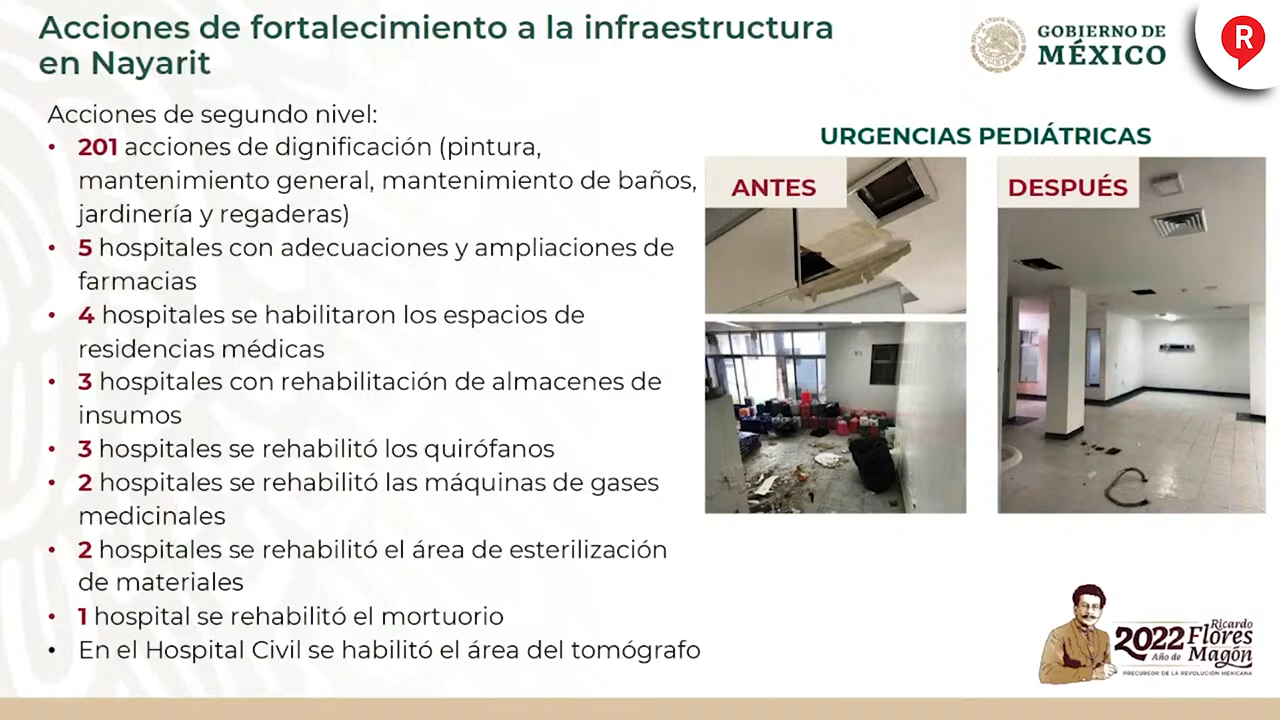 Acciones de fortalecimiento a la infraestructura
en Nayarit
GOBIERNO DE
MÉXICO
R
Acciones de segundo nivel:
• 201 acciones de dignificación (pintura,
mantenimiento general, mantenimiento de baños,
jardinería y regaderas)
• 5 hospitales con adecuaciones y ampliaciones de
farmacias
• 4 hospitales se habilitaron los espacios de
residencias médicas
• 3 hospitales con rehabilitación de almacenes de
insumos
• 3 hospitales se rehabilitó los quirófanos
• 2 hospitales se rehabilitó las máquinas de gases
medicinales
• 2 hospitales se rehabilitó el área de esterilización
de materiales
• 1 hospital se rehabilitó el mortuorio
• En el Hospital Civil se habilitó el área del tomógrafo
URGENCIAS PEDIÁTRICAS
ANTES
DESPUÉS
2022 Ricardo
Flores
Año de Magón
PRECURSOR DE LA REVOLUCIÓN MEXICANA